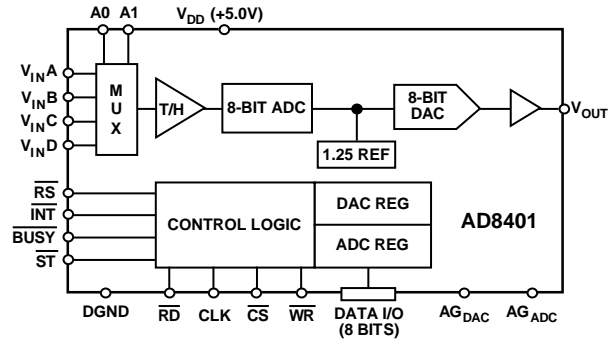 A0 A1 VDD (+5.0V)
VINA
VINB
VINC
VIND
MUX
T/H
8-BIT ADC
8-BIT
DAC
VOUT
1.25 REF
RS
INT
BUSY
ST
CONTROL LOGIC
DAC REG
ADC REG
AD8401
DGND RD CLK CS WR DATA I/O
(8 BITS)
AGDAC AGADC